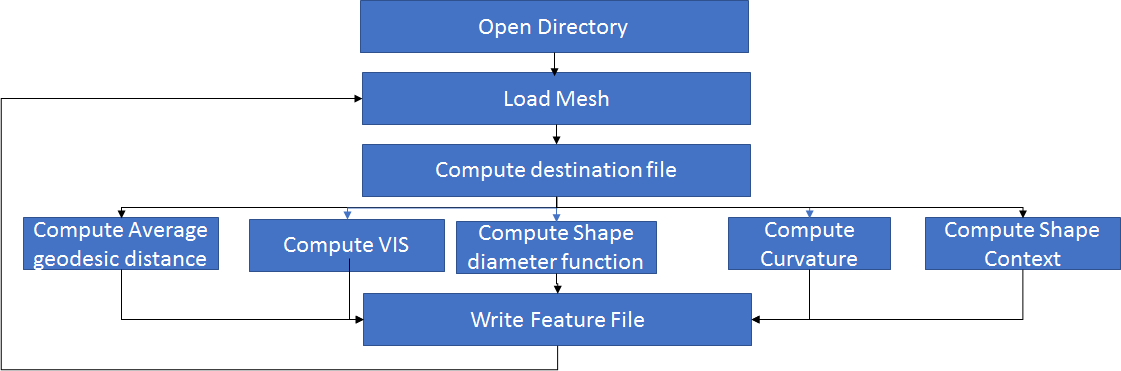 Open Directory
Load Mesh
Compute destination file
Compute Average
geodesic distance
Compute VIS
Compute Shape
diameter function
Compute
Curvature
Compute Shape
Context
Write Feature File